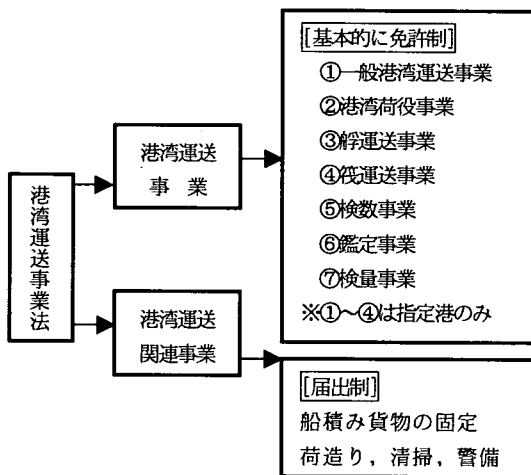 港湾運送事業法
港湾運送
事 業
[基本的に免許制]
①一般港湾運送事業
②港湾荷役事業
③艀運送事業
④筏運送事業
⑤検数事業
⑥鑑定事業
⑦検量事業
※①～④は指定港のみ
港湾運送
関連事業
[届出制]
船積み貨物の固定
荷造り，清掃，警備